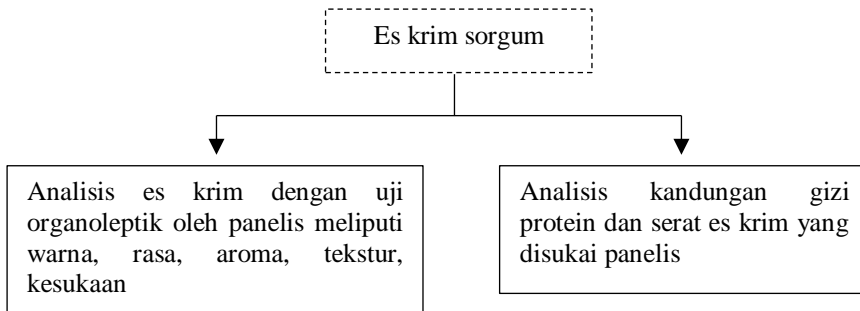 Es krim sorgum
Analisis es krim dengan uji
organoleptik oleh panelis meliputi
warna, rasa, aroma, tekstur,
kesukaan
Analisis kandungan gizi
protein dan serat es krim yang
disukai panelis